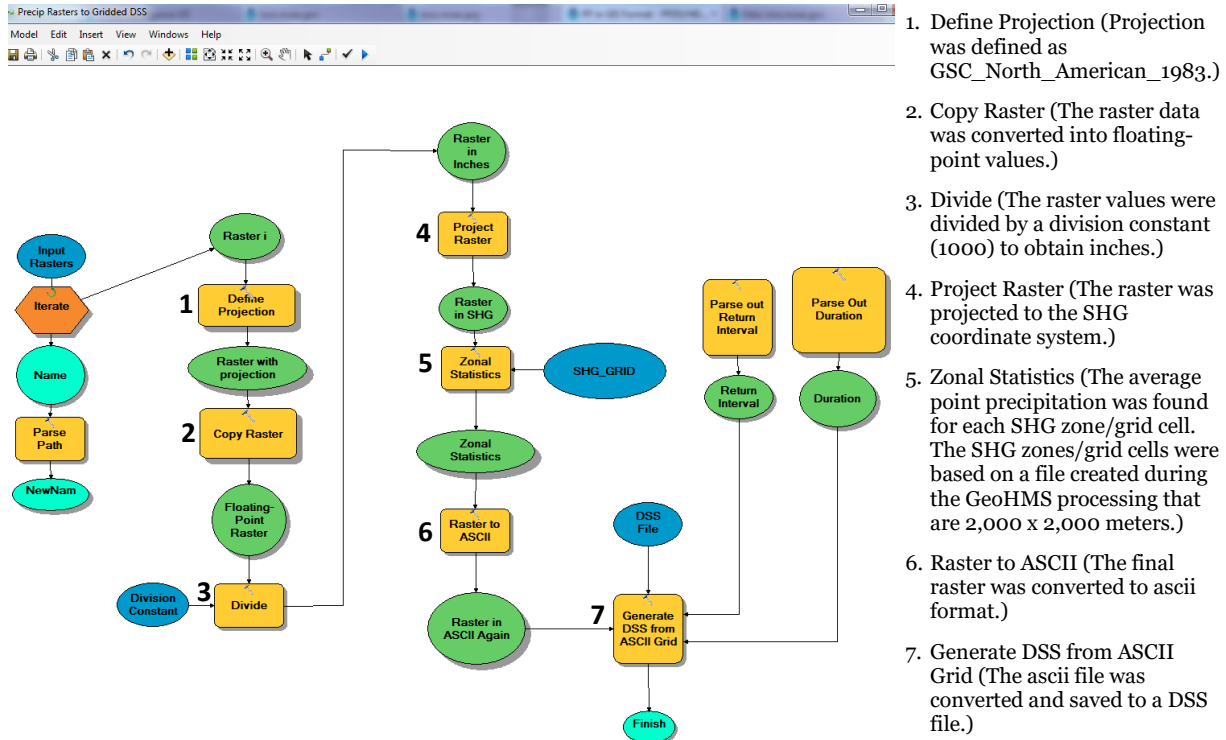 Precip Rasters to Gridded DSS
Model Edit Insert View Windows Help
Input
Rasters
Iterate
Name
Parse
Path
NewNam
Raster i
1
Define
Projection
Raster with
projection
2
Copy Raster
Floating-
Point
Raster
Division
Constant
3
Divide
Raster
in
Inches
4
Project
Raster
Raster
in SHG
5
Zonal
Statistics
SHG_GRID
Zonal
Statistics
6
Raster to
ASCII
Raster in
ASCII Again
Parse out
Return
Interval
Return
Interval
Parse Out
Duration
Duration
DSS
File
7
Generate
DSS from
ASCII Grid
Finish
1. Define Projection (Projection
was defined as
GSC_North_American_1983.)
2. Copy Raster (The raster data
was converted into floating-
point values.)
3. Divide (The raster values were
divided by a division constant
(1000) to obtain inches.)
4. Project Raster (The raster was
projected to the SHG
coordinate system.)
5. Zonal Statistics (The average
point precipitation was found
for each SHG zone/grid cell.
The SHG zones/grid cells were
based on a file created during
the GeoHMS processing that
are 2,000 x 2,000 meters.)
6. Raster to ASCII (The final
raster was converted to ascii
format.)
7. Generate DSS from ASCII
Grid (The ascii file was
converted and saved to a DSS
file.)